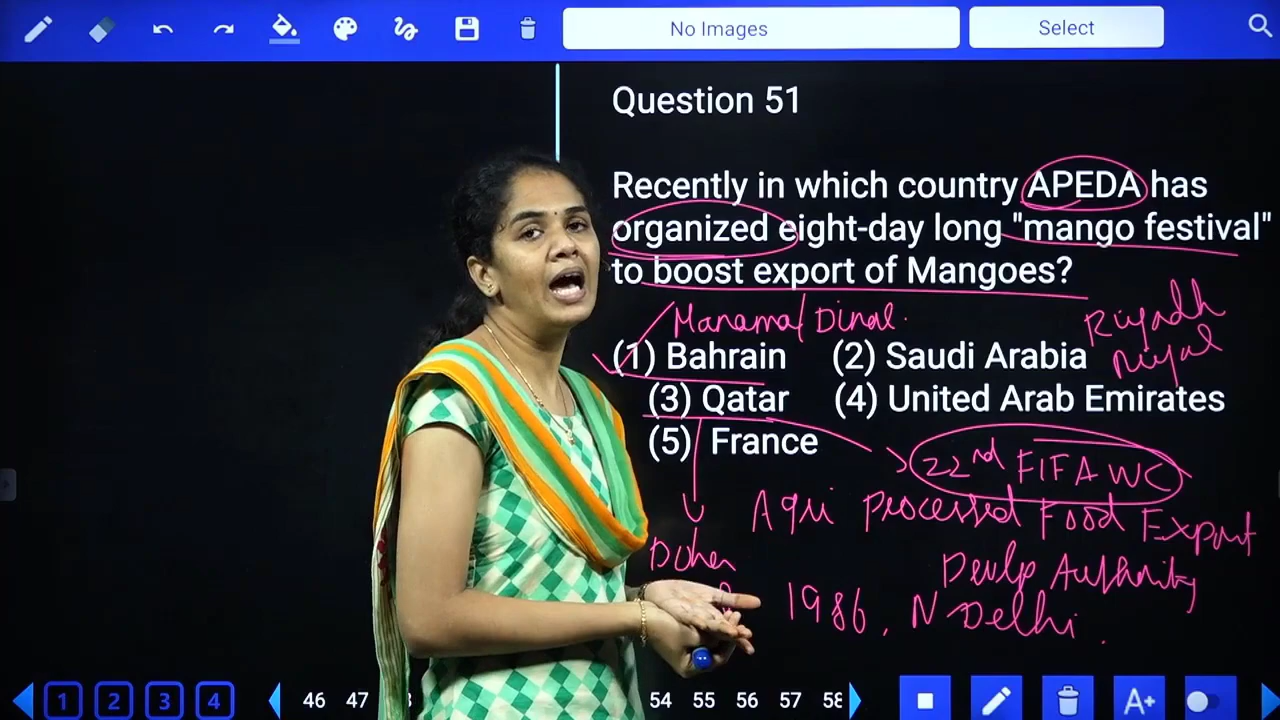 No Images
Select
Question 51
Recently in which country APEDA has
organized eight-day long "mango festival"
to boost export of Mangoes?
Manama/ Dinal.
Riyadh
Riyal
(1) Bahrain (2) Saudi Arabia
(3) Qatar (4) United Arab Emirates
(5) France
22nd FIFA WC
Agri Processed Food Export
Devlp Authority
Doha
1986, N Delhi.
1 2 3 4 46 47 54 55 56 57 58 A+